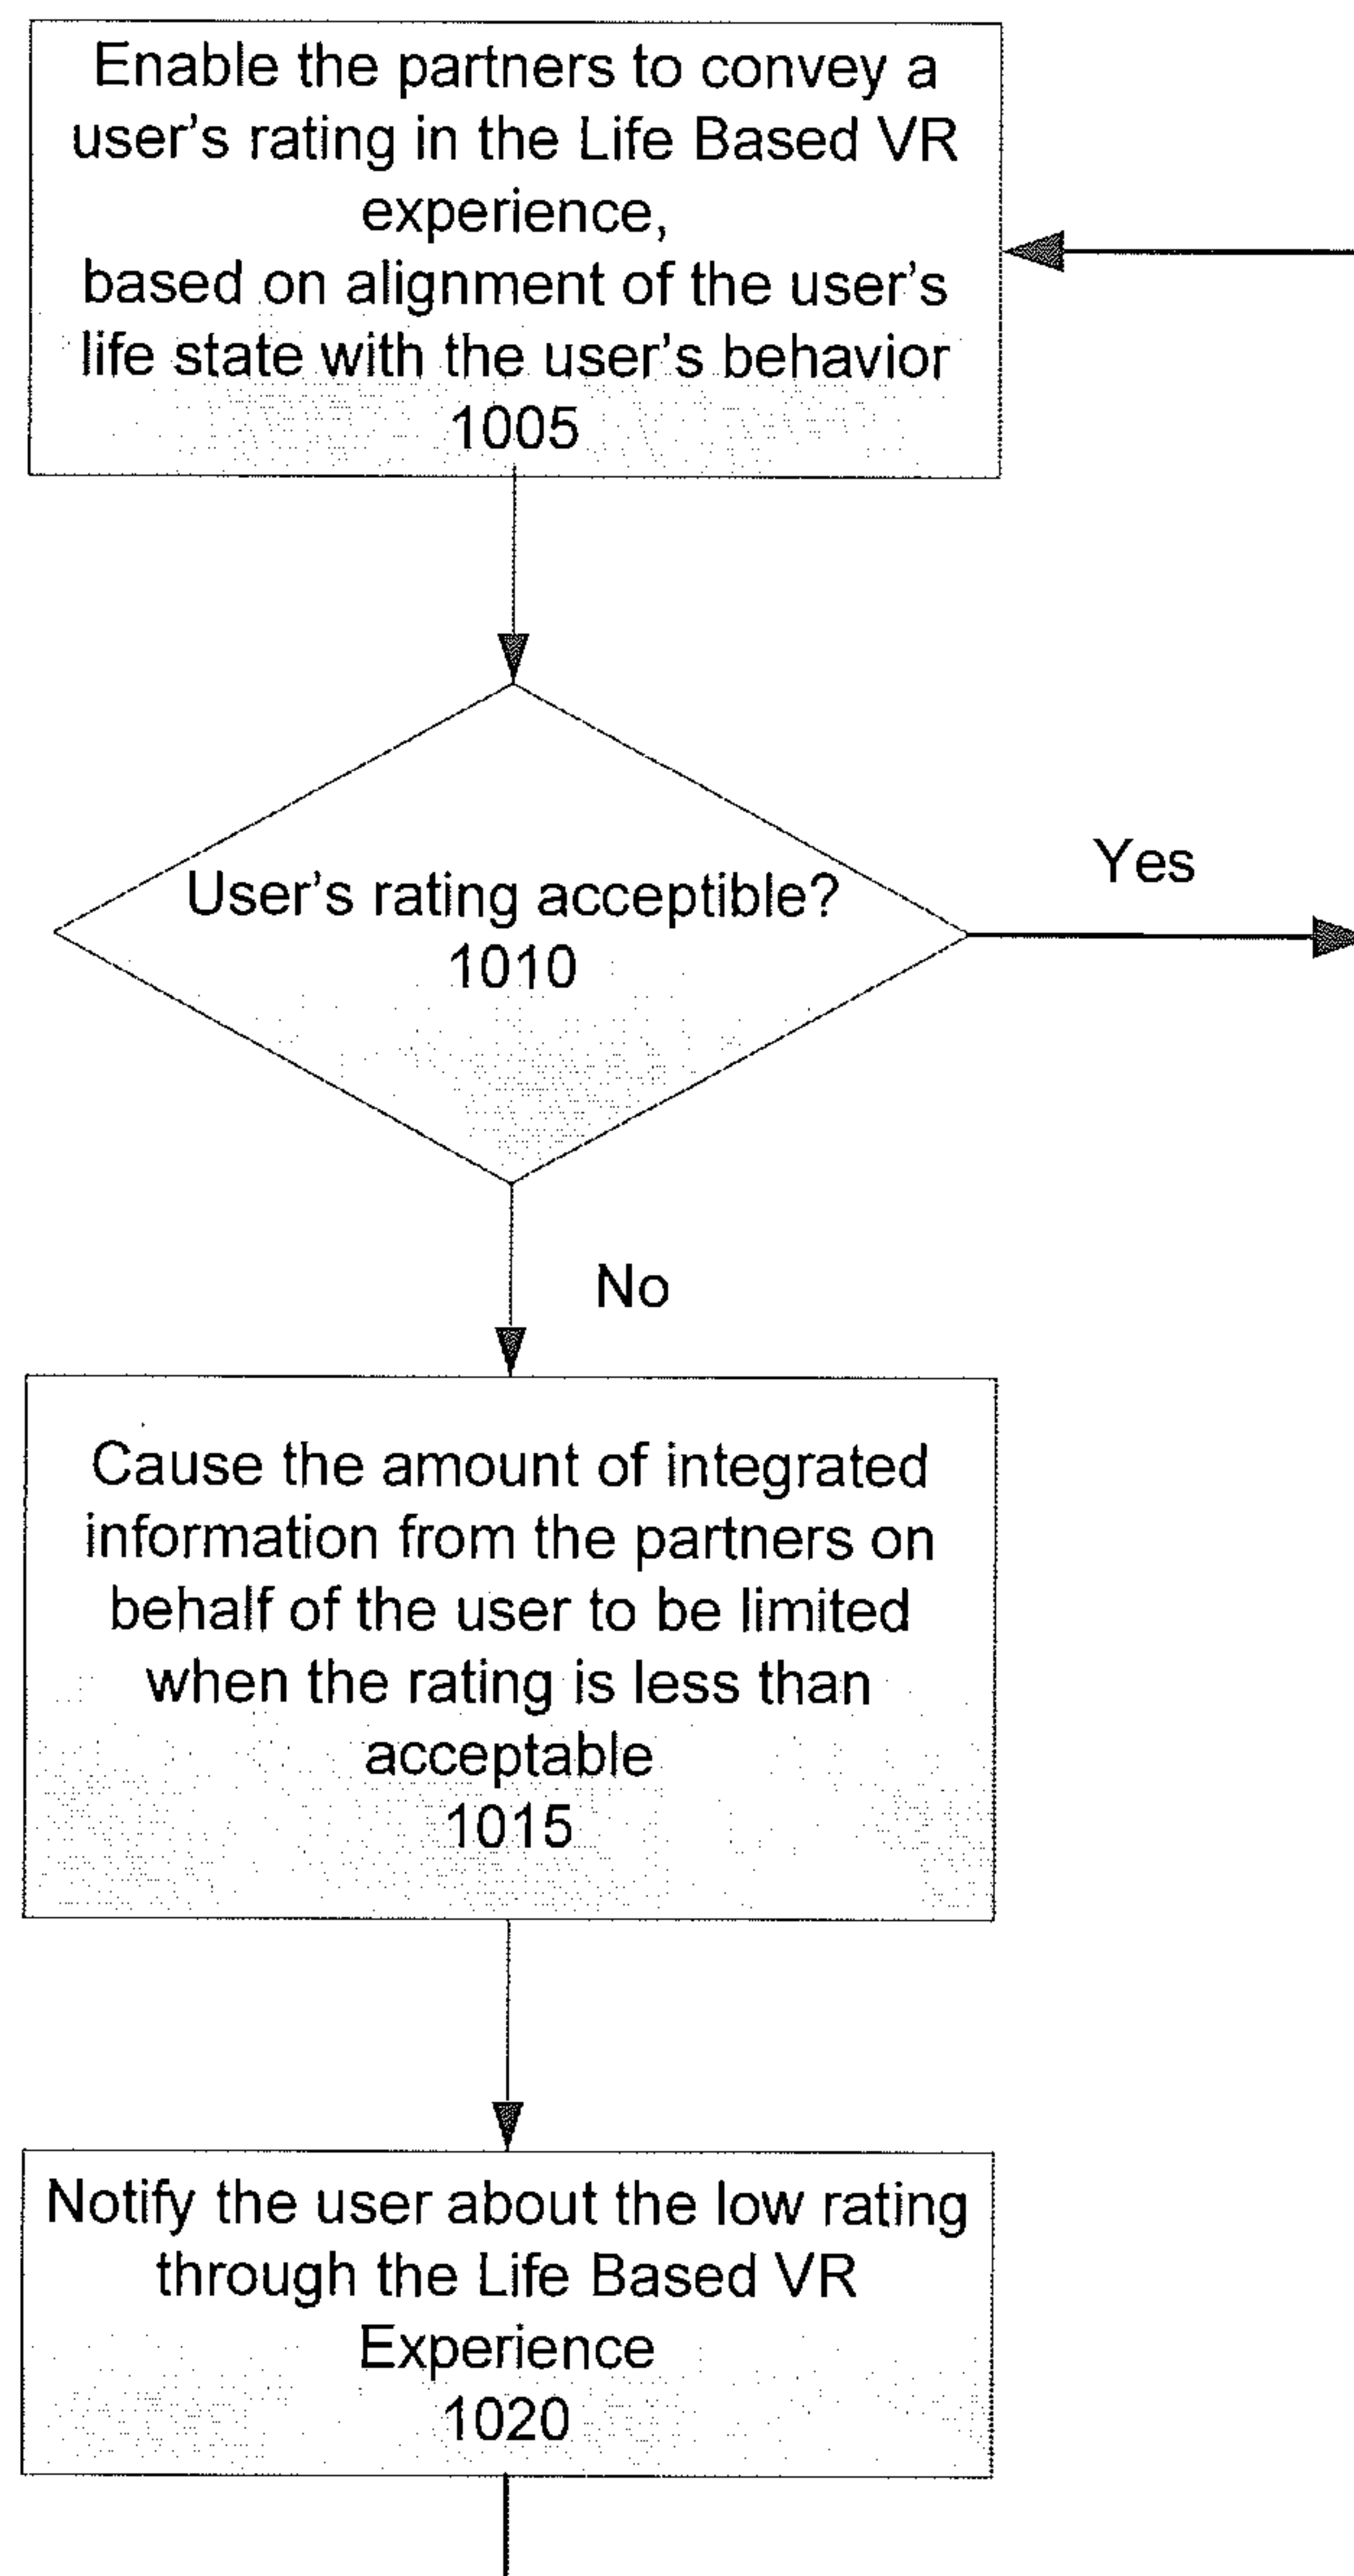 Enable the partners to convey a
user's rating in the Life Based VR
experience,
based on alignment of the user's
life state with the user's behavior
1005
User's rating acceptible?
1010
Yes
No
Cause the amount of integrated
information from the partners on
behalf of the user to be limited
when the rating is less than
acceptable
1015
Notify the user about the low rating
through the Life Based VR
Experience
1020